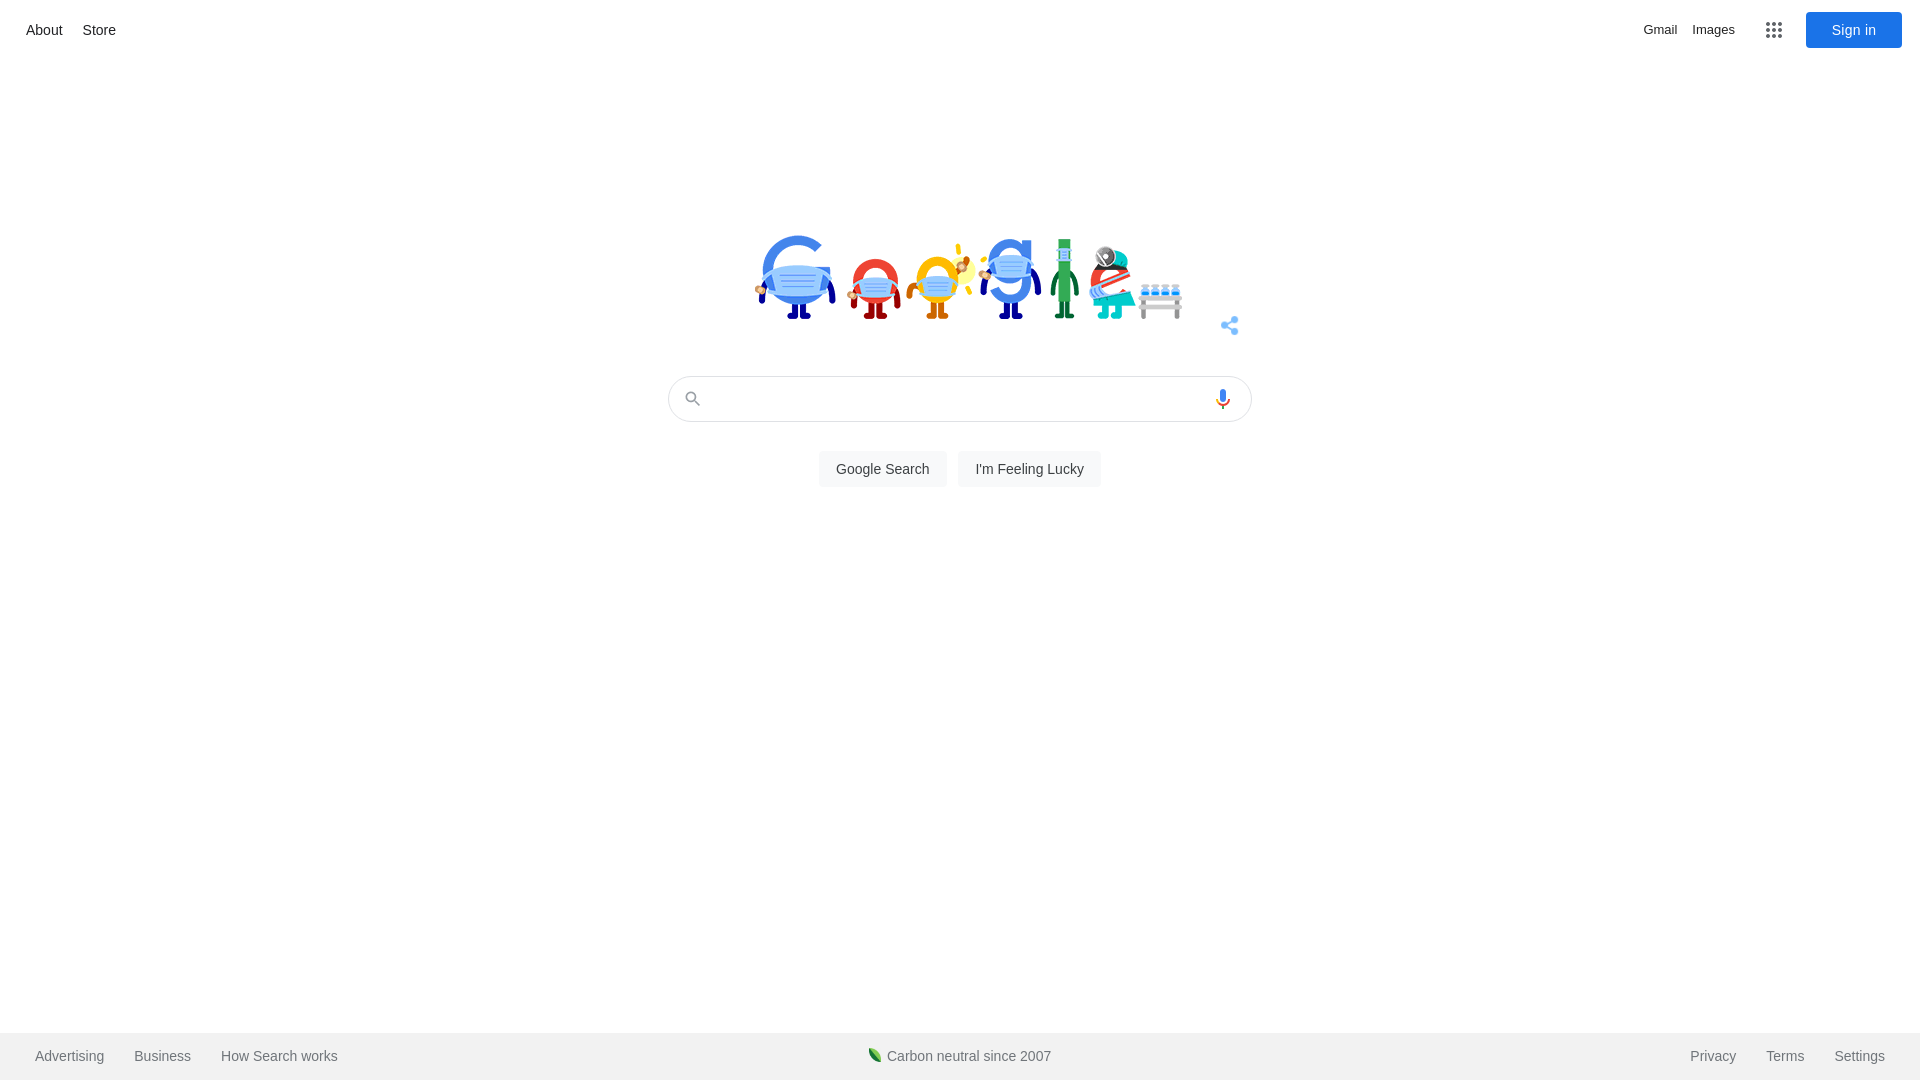 About Store Gmail Images Sign in
Google
Google Search I'm Feeling Lucky
Advertising Business How Search works Carbon neutral since 2007 Privacy Terms Settings